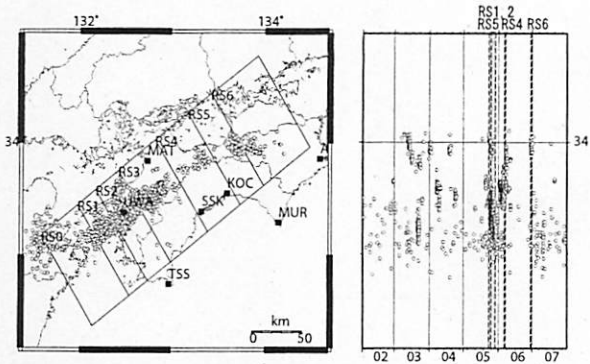 132° 134°
34°
RS6
RS5
RS4
MAT
RS3
RS2
KOC
UWA
RS1
SSK
MUR
RS0
TSS
km
0 50
RS1, 2
RS5 RS4 RS6
34
02 03 04 05 06 07